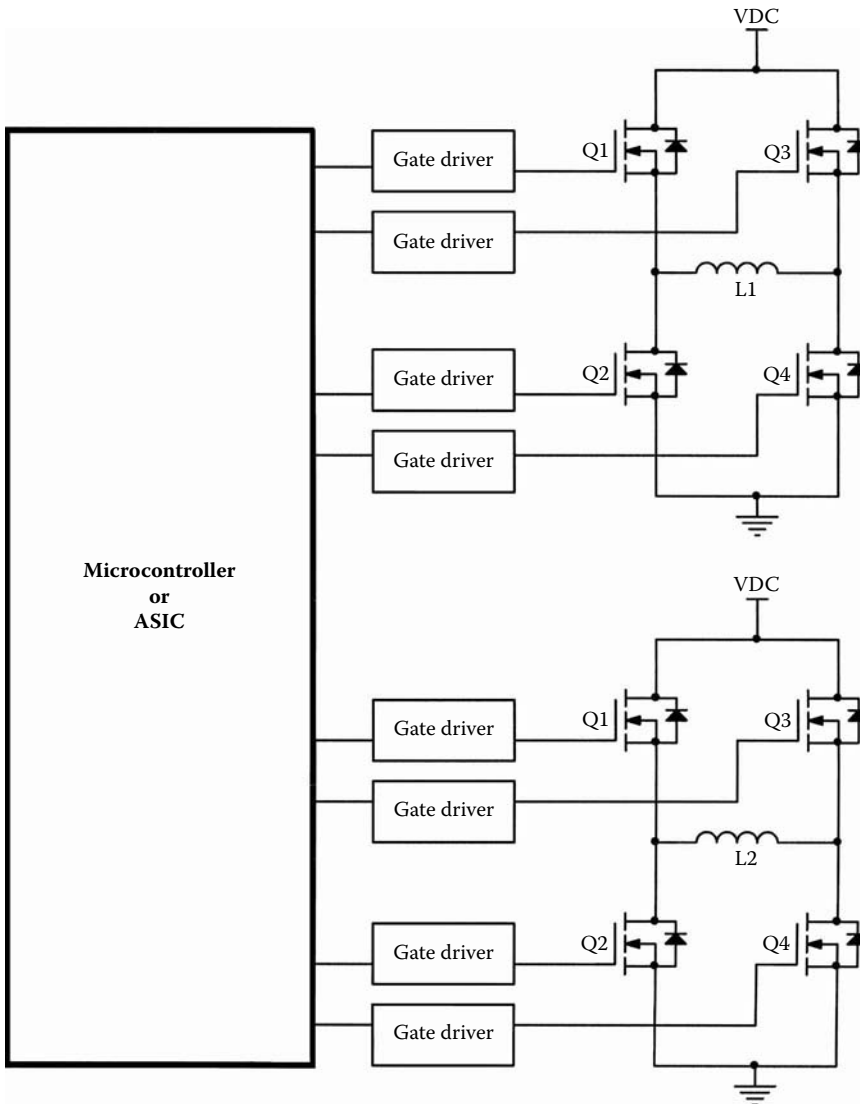 VDC
Gate driver
Q1
Q3
Gate driver
L1
Gate driver
Q2
Q4
Gate driver
Microcontroller
or
ASIC
VDC
Gate driver
Q1
Q3
Gate driver
L2
Gate driver
Q2
Q4
Gate driver